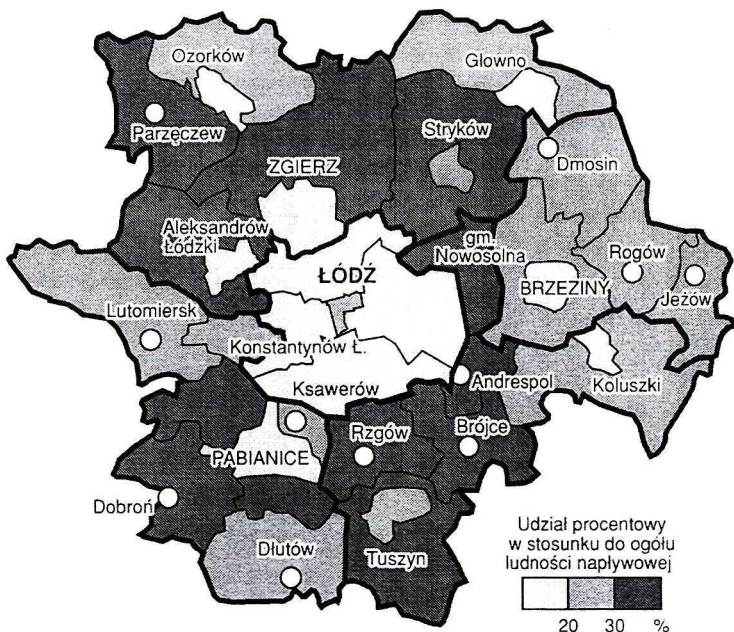 Ozorków
Głowno
Parzęczew
Stryków
ZGIERZ
Dmosin
Aleksandrów
Łódzki
gm.
Nowosolna
ŁÓDŹ
Rogów
BRZEZINY
Jeżów
Lutomiersk
Konstantynów Ł.
Andrespol
Koluszki
Ksawerów
Rzgów
Brójce
PABIANICE
Dobroń
Dłutów
Tuszyn
Udział procentowy
w stosunku do ogółu
ludności napływowej
20 30 %